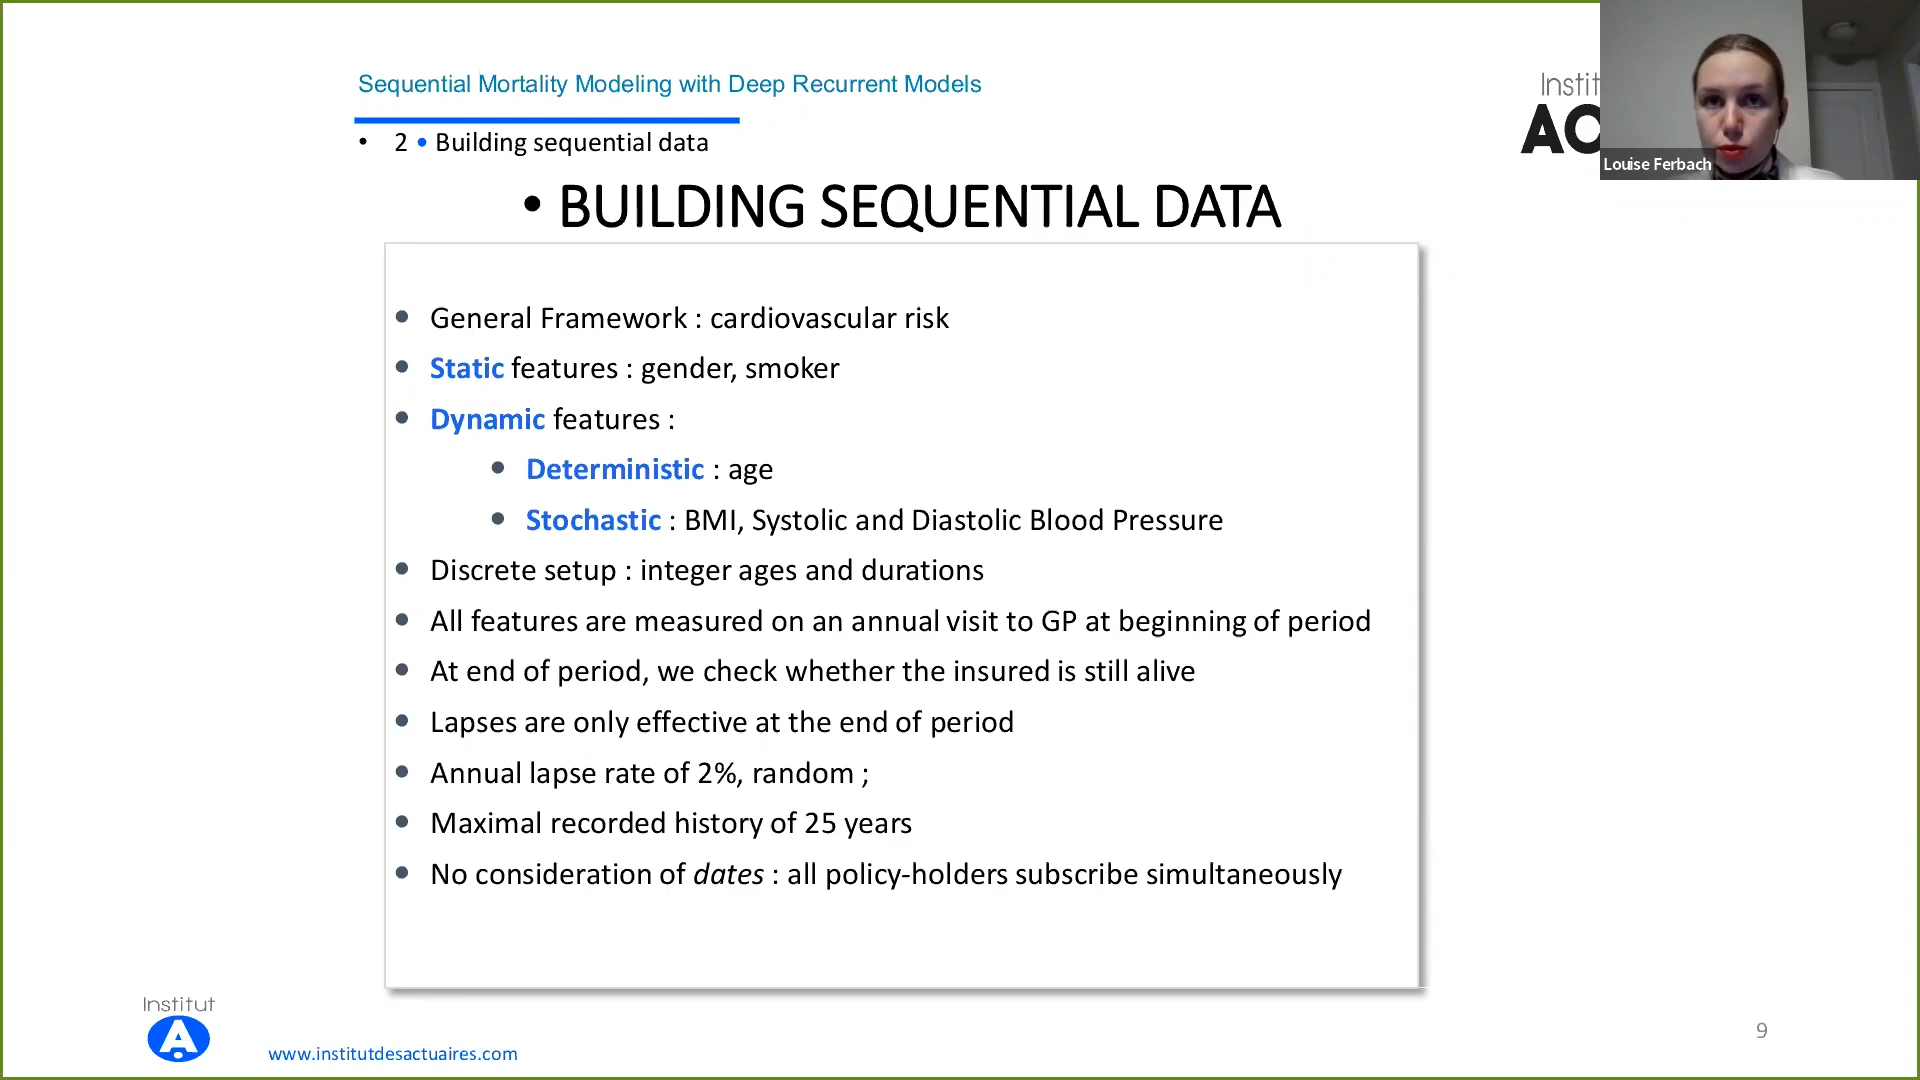 Sequential Mortality Modeling with Deep Recurrent Models
• 2 • Building sequential data
Instit
AC
Louise Ferbach
• BUILDING SEQUENTIAL DATA
• General Framework : cardiovascular risk
• Static features : gender, smoker
• Dynamic features :
• Deterministic : age
• Stochastic : BMI, Systolic and Diastolic Blood Pressure
• Discrete setup : integer ages and durations
• All features are measured on an annual visit to GP at beginning of period
• At end of period, we check whether the insured is still alive
• Lapses are only effective at the end of period
• Annual lapse rate of 2%, random ;
• Maximal recorded history of 25 years
• No consideration of dates : all policy-holders subscribe simultaneously
Institut
A
www.institutdesactuaires.com
9